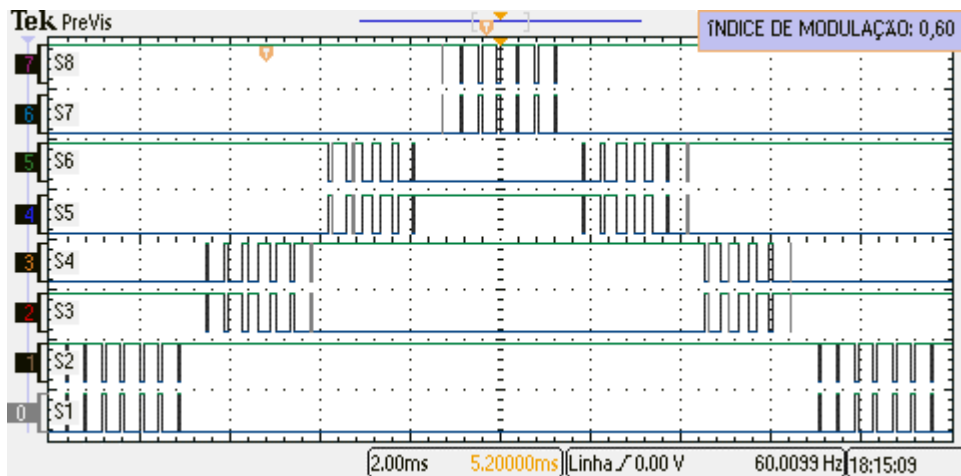 Tek PreVis
ÍNDICE DE MODULAÇÃO: 0,60
7 S8
6 S7
5 S6
4 S5
3 S4
2 S3
1 S2
0 S1
2.00ms 5.20000ms Linha 0.00 V 60.0099 Hz 18:15:09